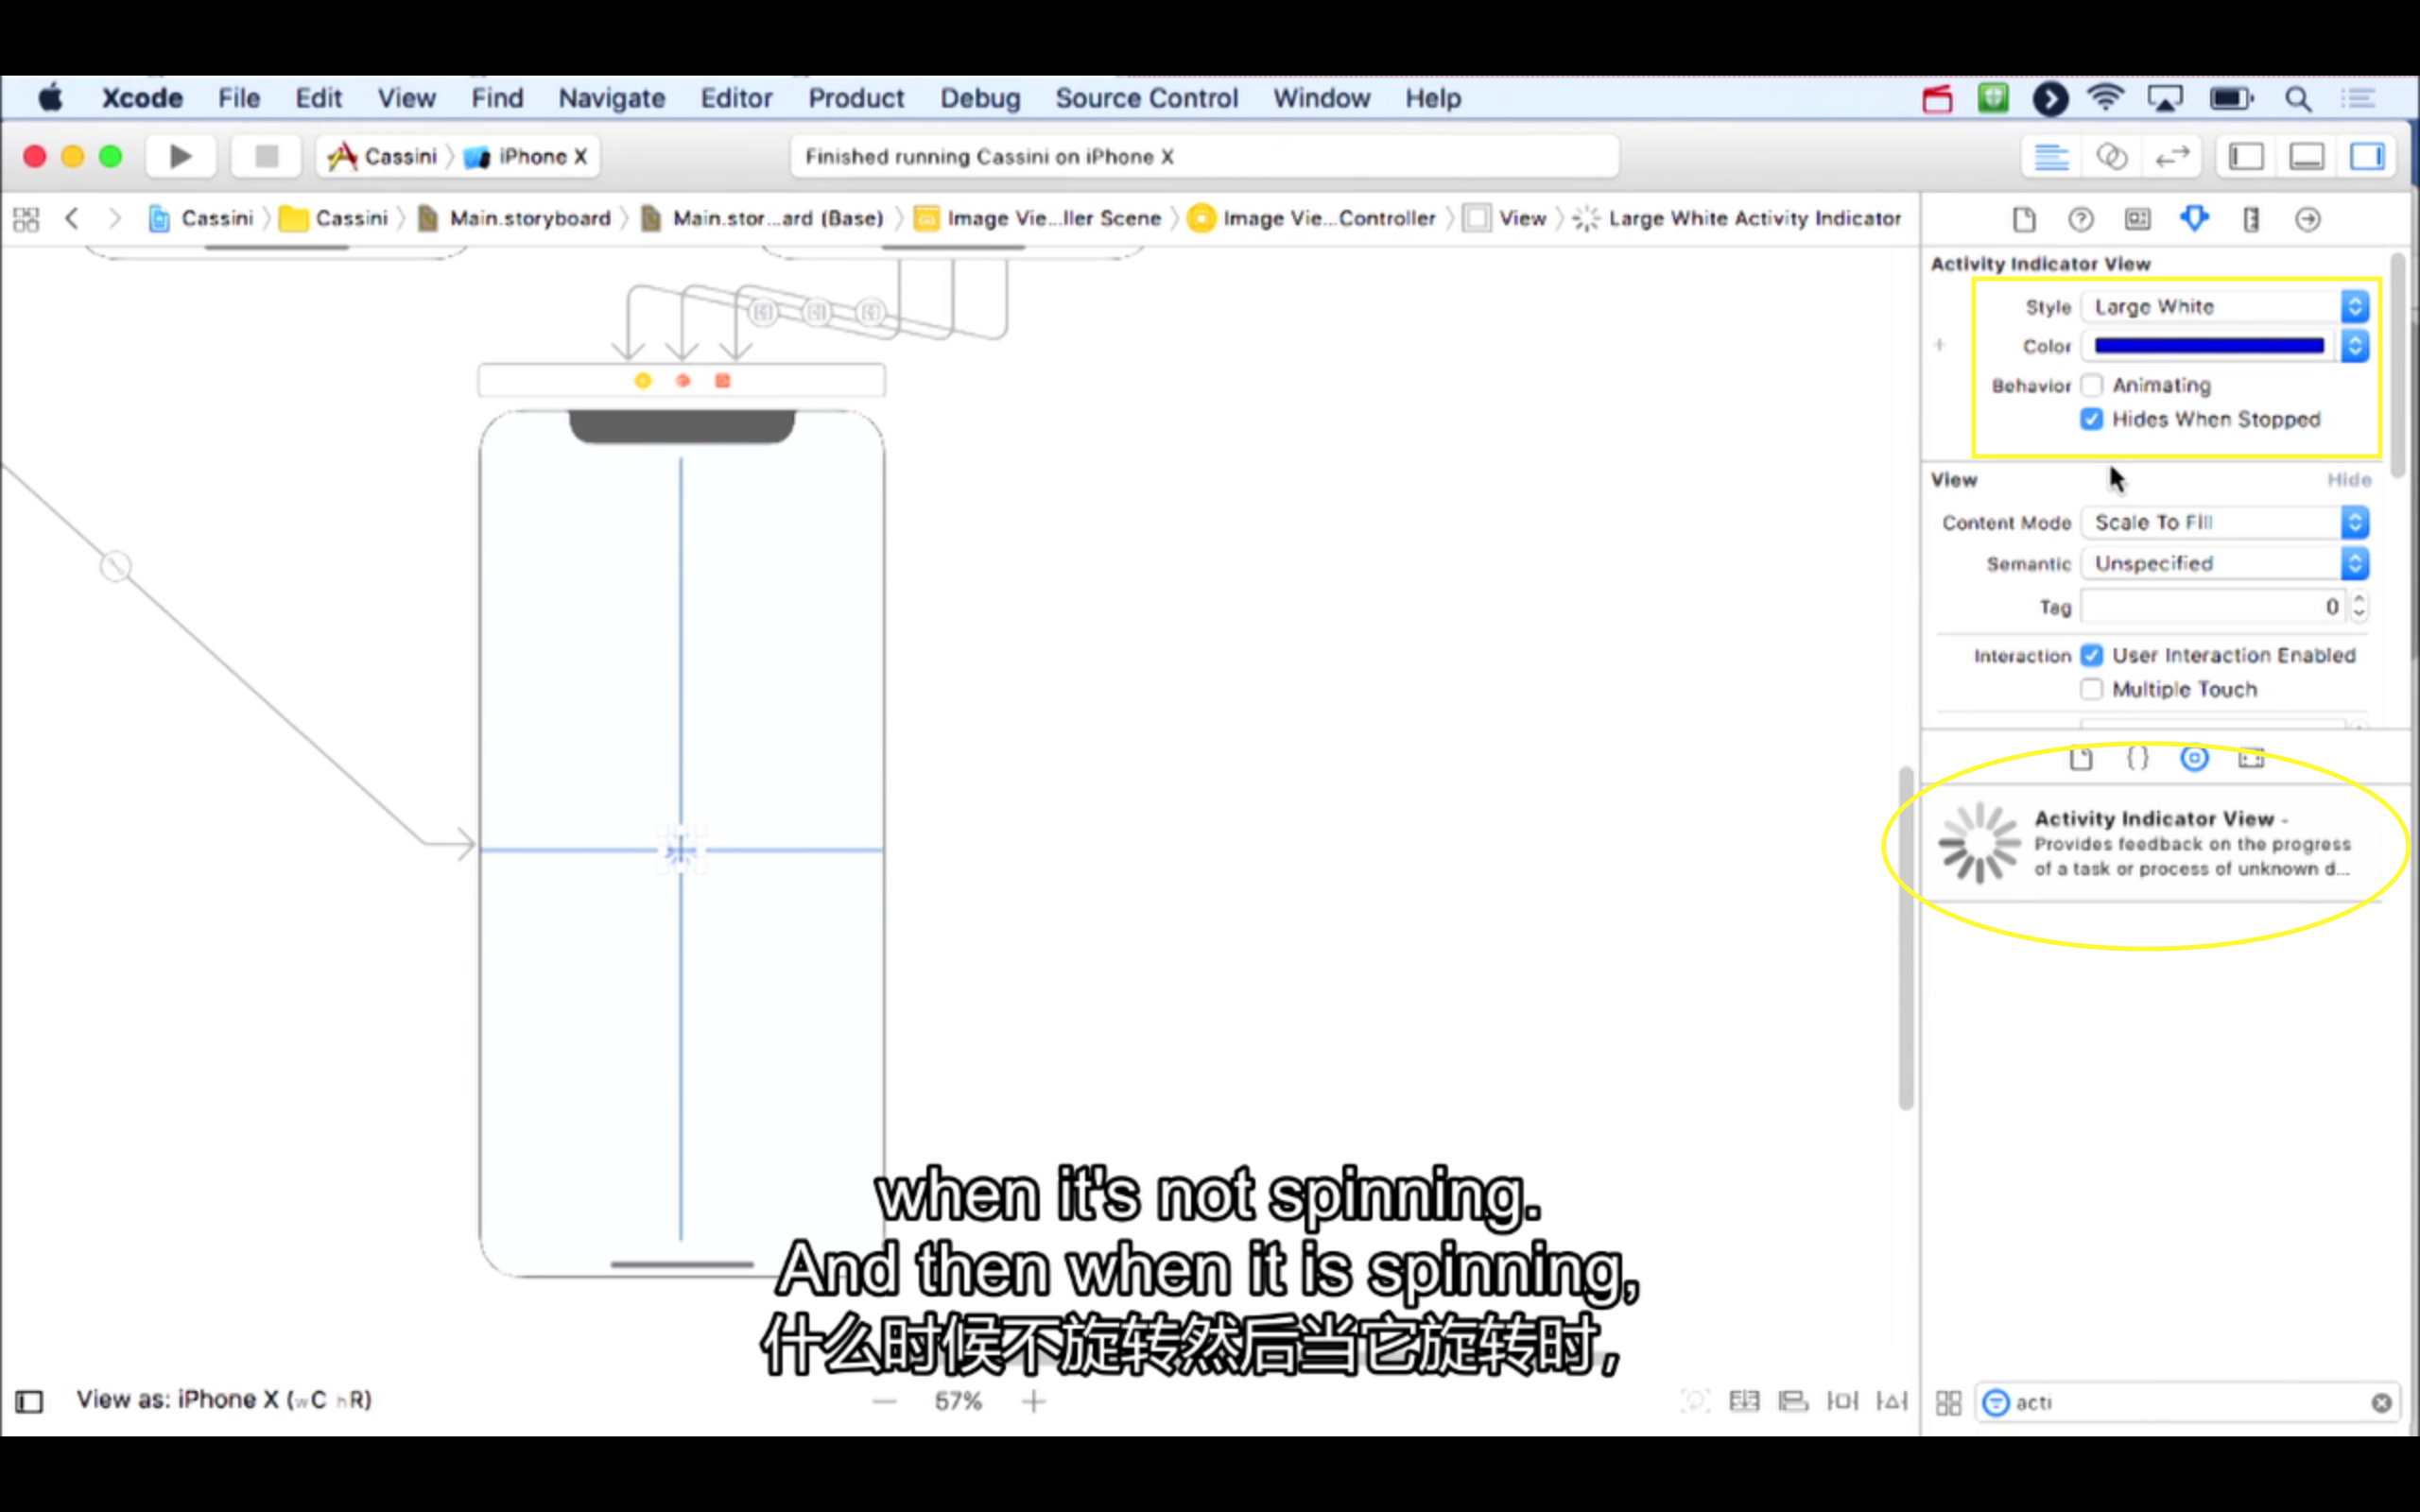 Xcode File Edit View Find Navigate Editor Product Debug Source Control Window Help
Cassini iPhone X
Finished running Cassini on iPhone X
Cassini Cassini Main.storyboard Main.stor...ard (Base) Image Vie...ller Scene Image Vie...Controller View Large White Activity Indicator
Activity Indicator View
Style Large White
Color
Behavior Animating
Hides When Stopped
View Hide
Content Mode Scale To Fill
Semantic Unspecified
Tag 0
Interaction User Interaction Enabled
Multiple Touch
{}
Activity Indicator View -
Provides feedback on the progress
of a task or process of unknown d...
when it's not spinning.
And then when it is spinning,
什么时候不旋转然后当它旋转时,
View as: iPhone X (wC hR)
— 57% +
acti